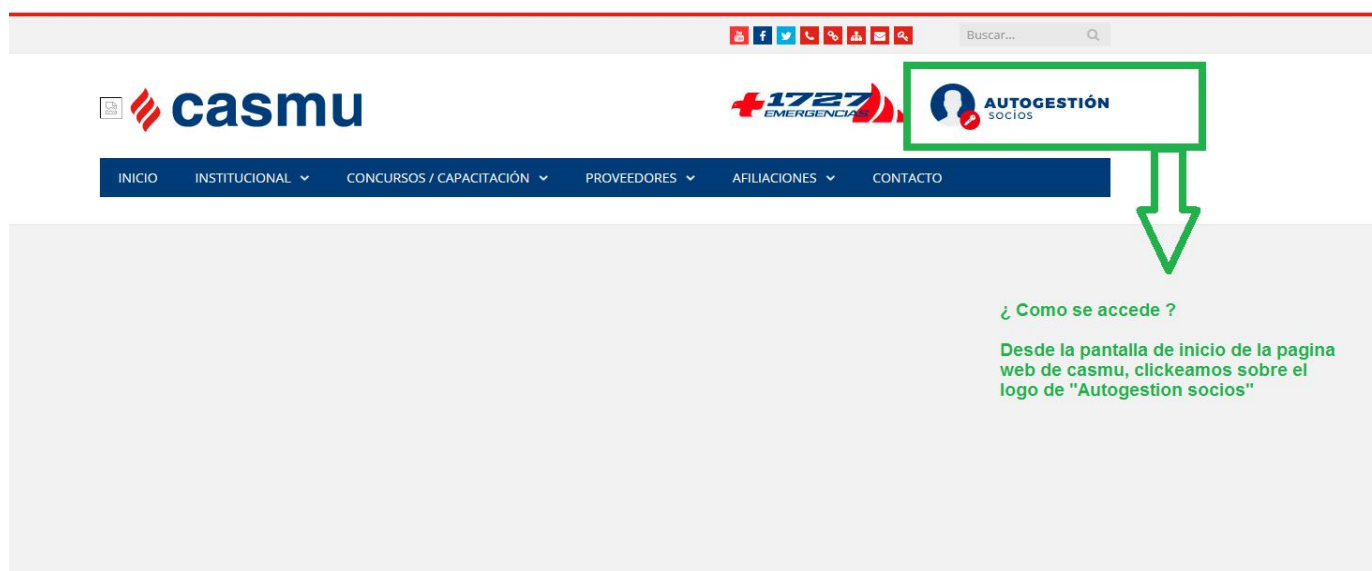 Buscar...
casmu
1727
EMERGENCIAS
AUTOGESTIÓN
socios
INICIO INSTITUCIONAL CONCURSOS / CAPACITACIÓN PROVEEDORES AFILIACIONES CONTACTO
¿ Como se accede ?
Desde la pantalla de inicio de la pagina
web de casmu, clickeamos sobre el
logo de "Autogestion socios"